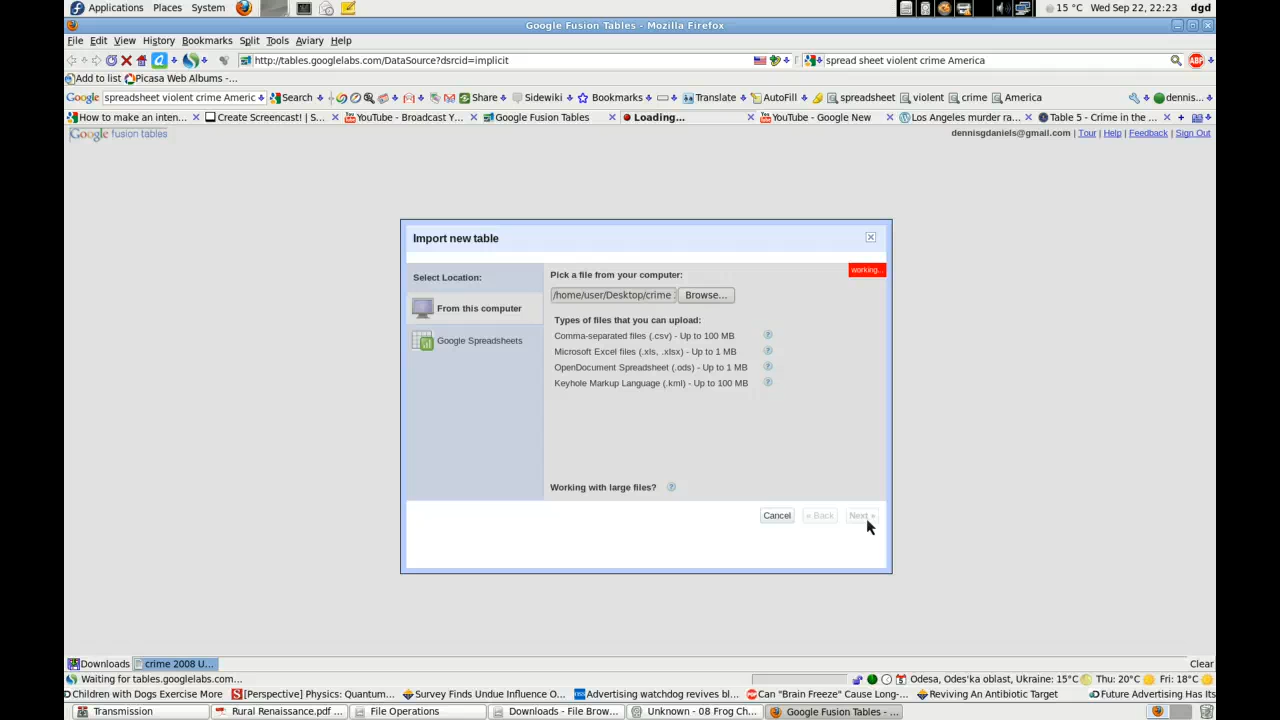 Applications Places System 15 °C Wed Sep 22, 22:23 dgd
Google Fusion Tables - Mozilla Firefox
File Edit View History Bookmarks Split Tools Aviary Help
http://tables.googlelabs.com/DataSource?dsrcid=implicit spread sheet violent crime America ABP
Add to list Picasa Web Albums -...
Google spreadsheet violent crime Americ Search Share Sidewiki Bookmarks Translate AutoFill spreadsheet violent crime America dennis...
How to make an inten... Create Screencast! | S... YouTube - Broadcast Y... Google Fusion Tables Loading... YouTube - Google New Los Angeles murder ra... Table 5 - Crime in the ...
Google fusion tables dennisgdaniels@gmail.com | Tour | Help | Feedback | Sign Out
Import new table
Select Location:
From this computer
Google Spreadsheets
working...
Pick a file from your computer:
/home/user/Desktop/crime Browse...
Types of files that you can upload:
Comma-separated files (.csv) - Up to 100 MB
Microsoft Excel files (.xls, .xlsx) - Up to 1 MB
OpenDocument Spreadsheet (.ods) - Up to 1 MB
Keyhole Markup Language (.kml) - Up to 100 MB
Working with large files?
Cancel « Back Next »
Downloads crime 2008 U... Clear
Waiting for tables.googlelabs.com... Odesa, Odes'ka oblast, Ukraine: 15°C Thu: 20°C Fri: 18°C
Children with Dogs Exercise More [Perspective] Physics: Quantum... Survey Finds Undue Influence O... Advertising watchdog revives bl... Can "Brain Freeze" Cause Long-... Reviving An Antibiotic Target Future Advertising Has Its
Transmission Rural Renaissance.pdf ... File Operations Downloads - File Brow... Unknown - 08 Frog Ch... Google Fusion Tables - ...